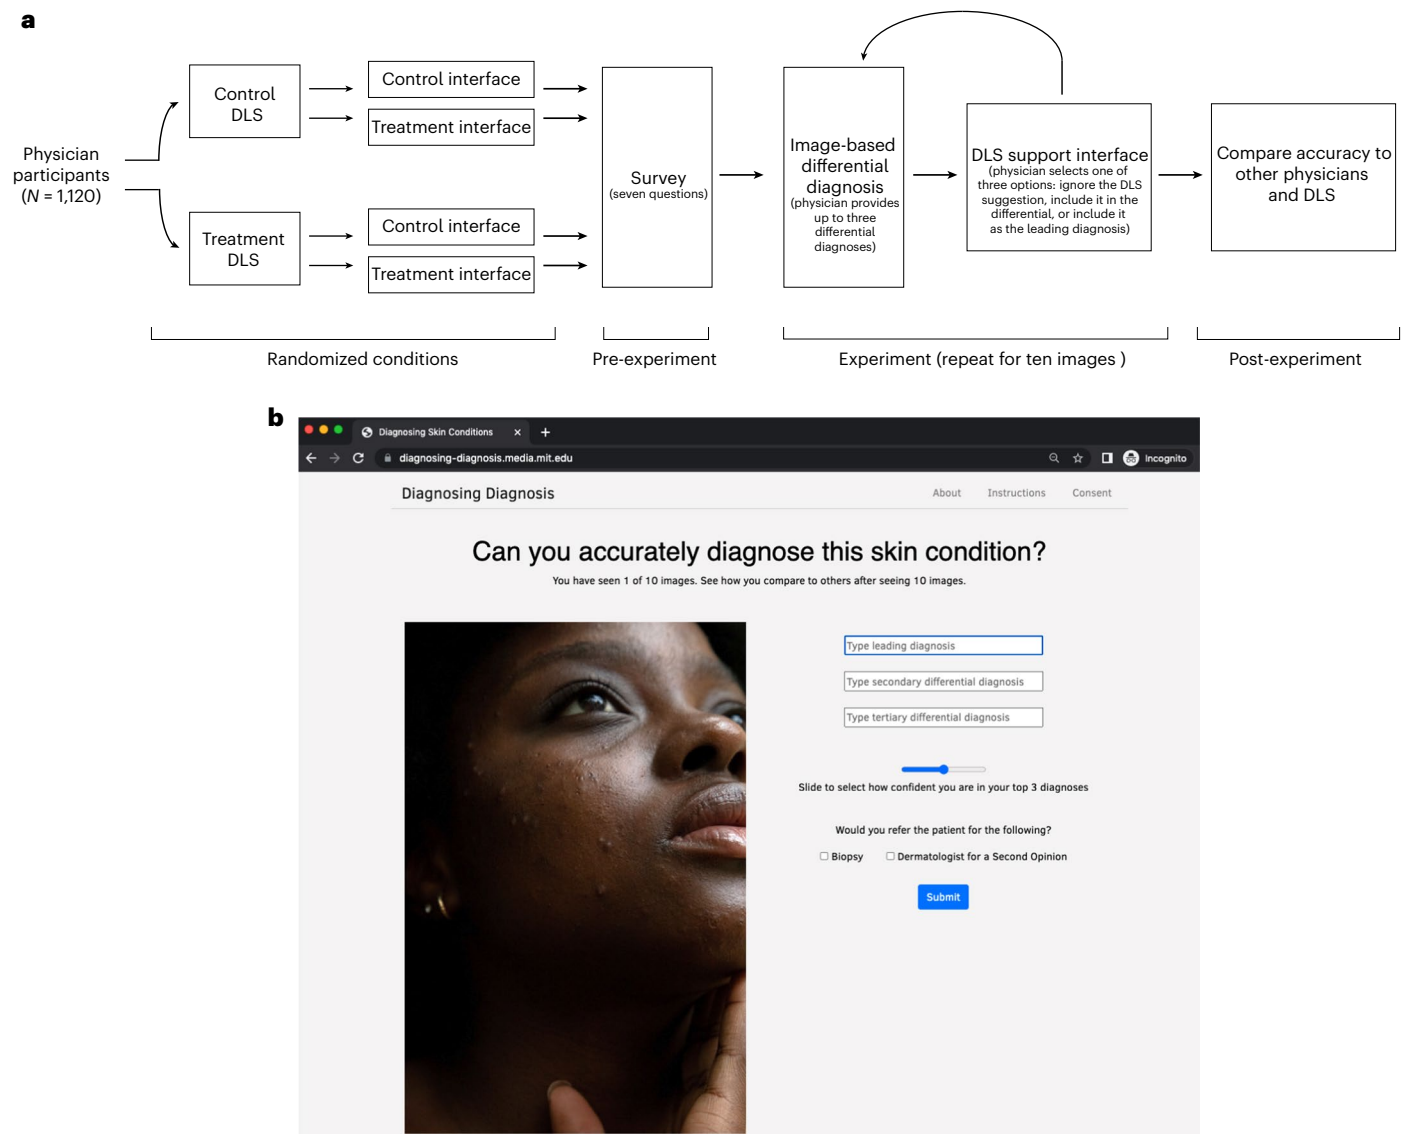 a
Physician
participants
(N = 1,120)
Control
DLS
Treatment
DLS
Control interface
Treatment interface
Control interface
Treatment interface
Survey
(seven questions)
Image-based
differential
diagnosis
(physician provides
up to three
differential
diagnoses)
DLS support interface
(physician selects one of
three options: ignore the DLS
suggestion, include it in the
differential, or include it
as the leading diagnosis)
Compare accuracy to
other physicians
and DLS
Randomized conditions
Pre-experiment
Experiment (repeat for ten images )
Post-experiment
b
Diagnosing Skin Conditions
diagnosing-diagnosis.media.mit.edu
Incognito
Diagnosing Diagnosis
About
Instructions
Consent
Can you accurately diagnose this skin condition?
You have seen 1 of 10 images. See how you compare to others after seeing 10 images.
Type leading diagnosis
Type secondary differential diagnosis
Type tertiary differential diagnosis
Slide to select how confident you are in your top 3 diagnoses
Would you refer the patient for the following?
Biopsy
Dermatologist for a Second Opinion
Submit